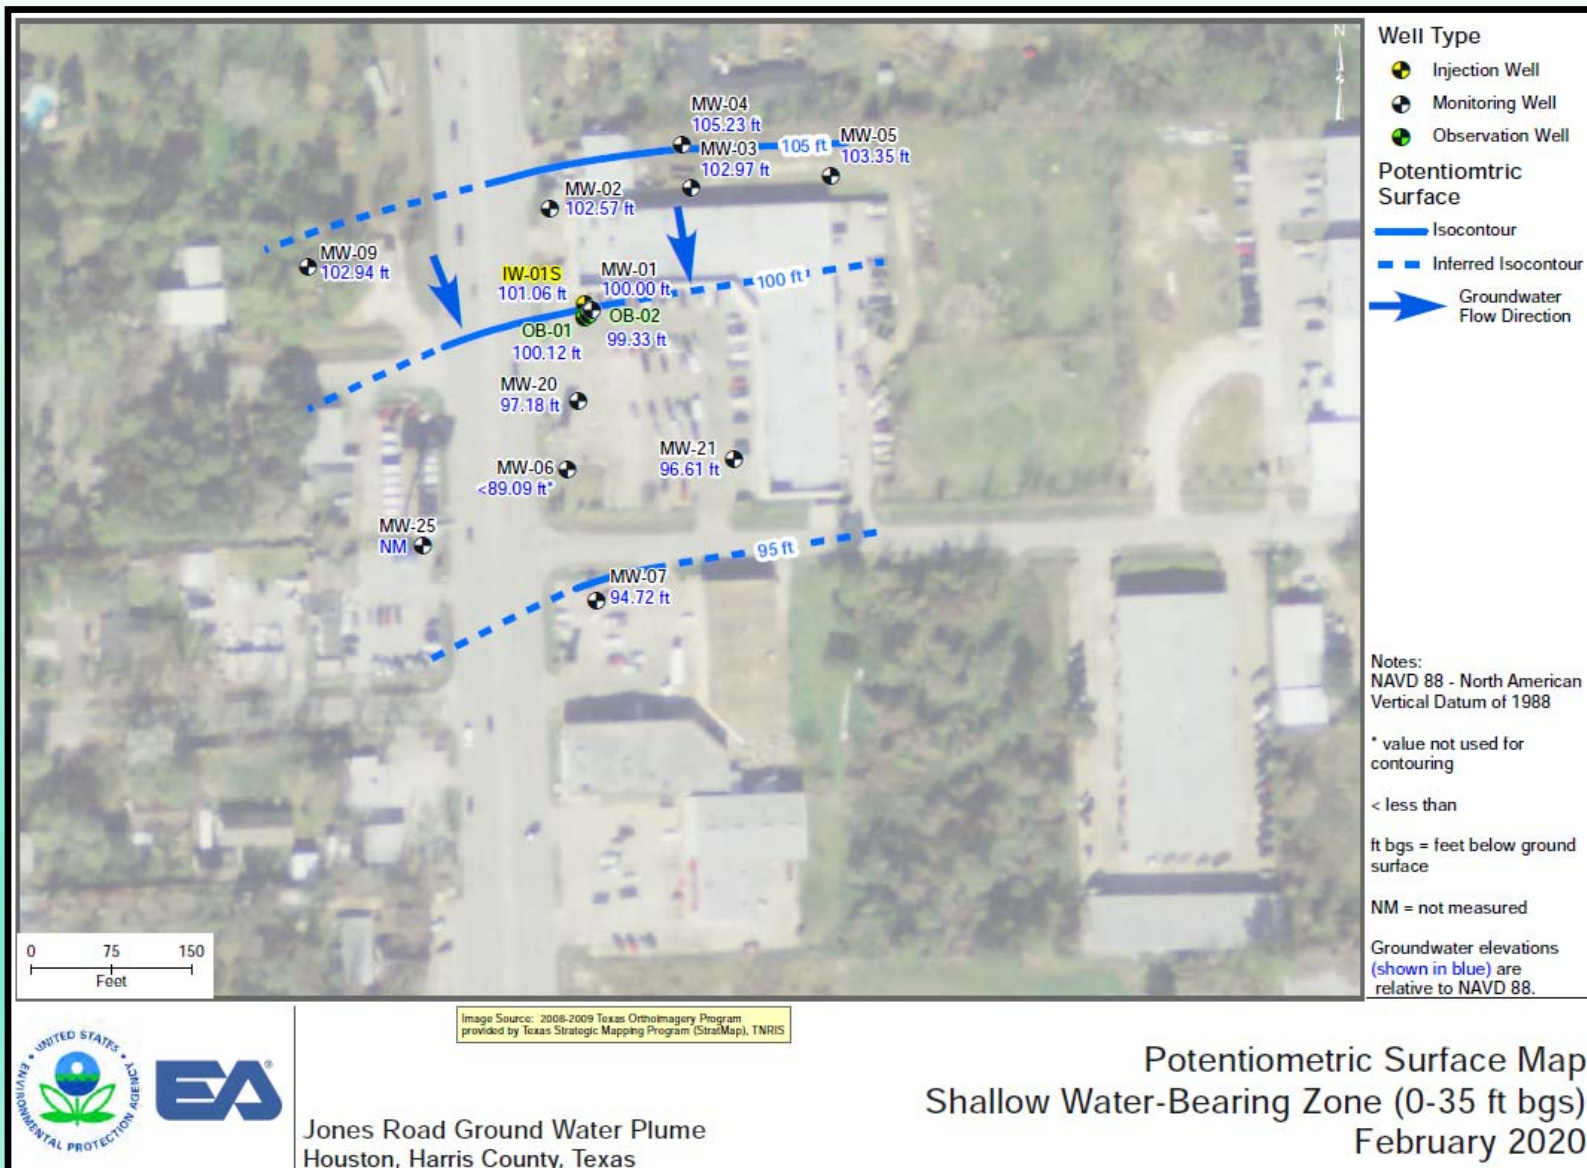 N
MW-04
105.23 ft
MW-03
102.97 ft
105 ft
MW-05
103.35 ft
MW-02
102.57 ft
MW-09
102.94 ft
IW-01S
101.06 ft
MW-01
100.00 ft
100 ft
OB-01
100.12 ft
OB-02
99.33 ft
MW-20
97.18 ft
MW-21
96.61 ft
MW-06
<89.09 ft*
MW-25
NM
95 ft
MW-07
94.72 ft
0 75 150
Feet
Well Type
Injection Well
Monitoring Well
Observation Well
Potentiomtric
Surface
Isocontour
Inferred Isocontour
Groundwater
Flow Direction
Notes:
NAVD 88 - North American
Vertical Datum of 1988
* value not used for
contouring
< less than
ft bgs = feet below ground
surface
NM = not measured
Groundwater elevations
(shown in blue) are
relative to NAVD 88.
Image Source: 2008-2009 Texas Orthoimagery Program
provided by Texas Strategic Mapping Program (StratMap), TNRIS
UNITED STATES
ENVIRONMENTAL PROTECTION AGENCY
EA®
Jones Road Ground Water Plume
Houston, Harris County, Texas
Potentiometric Surface Map
Shallow Water-Bearing Zone (0-35 ft bgs)
February 2020